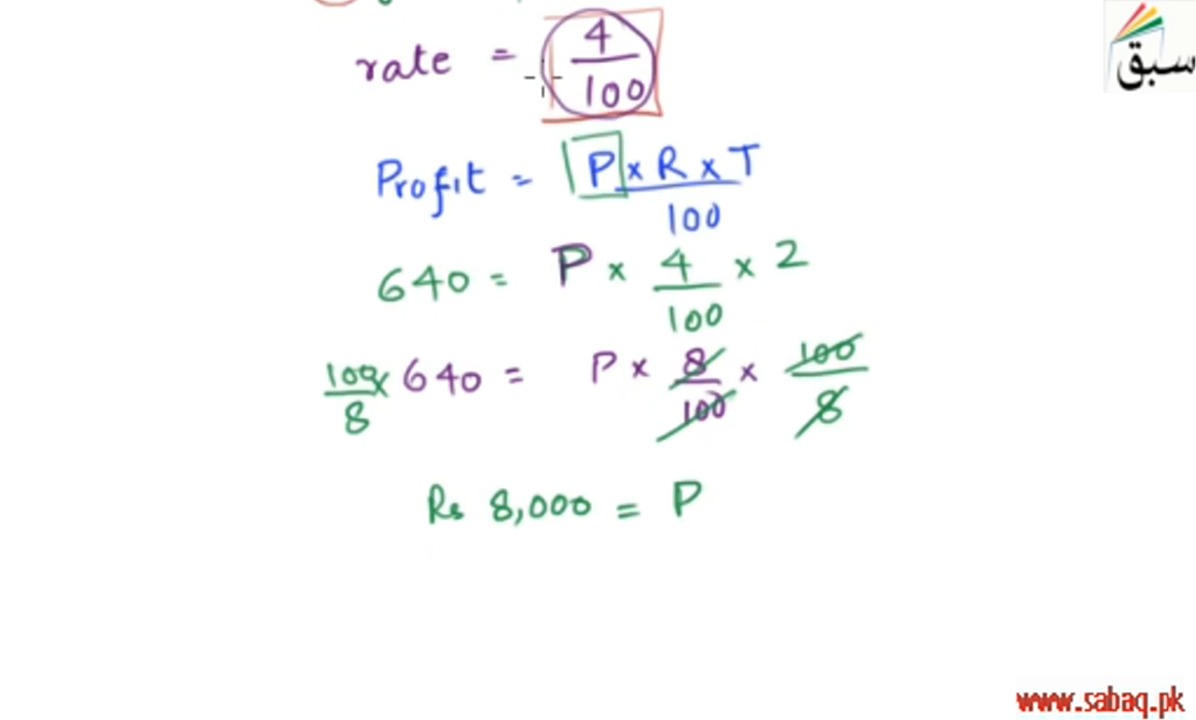 سبق
rate = 4/100
Profit = P x R x T / 100
640 = P x 4/100 x 2
100/8 x 640 = P x 8/100 x 100/8
Rs 8,000 = P
www.sabaq.pk